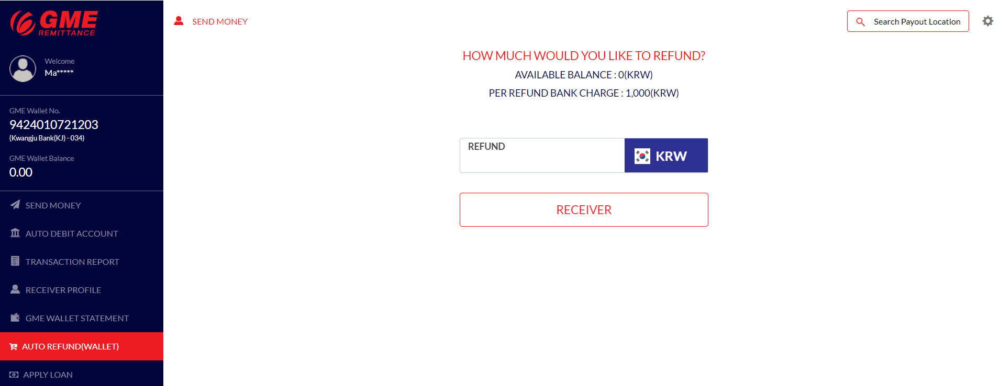 GME
REMITTANCE
Welcome
Ma*****
GME Wallet No.
9424010721203
(Kwangju Bank(KJ) - 034)
GME Wallet Balance
0.00
SEND MONEY
AUTO DEBIT ACCOUNT
TRANSACTION REPORT
RECEIVER PROFILE
GME WALLET STATEMENT
AUTO REFUND(WALLET)
APPLY LOAN
SEND MONEY
Search Payout Location
HOW MUCH WOULD YOU LIKE TO REFUND?
AVAILABLE BALANCE : 0(KRW)
PER REFUND BANK CHARGE : 1,000(KRW)
REFUND
KRW
RECEIVER